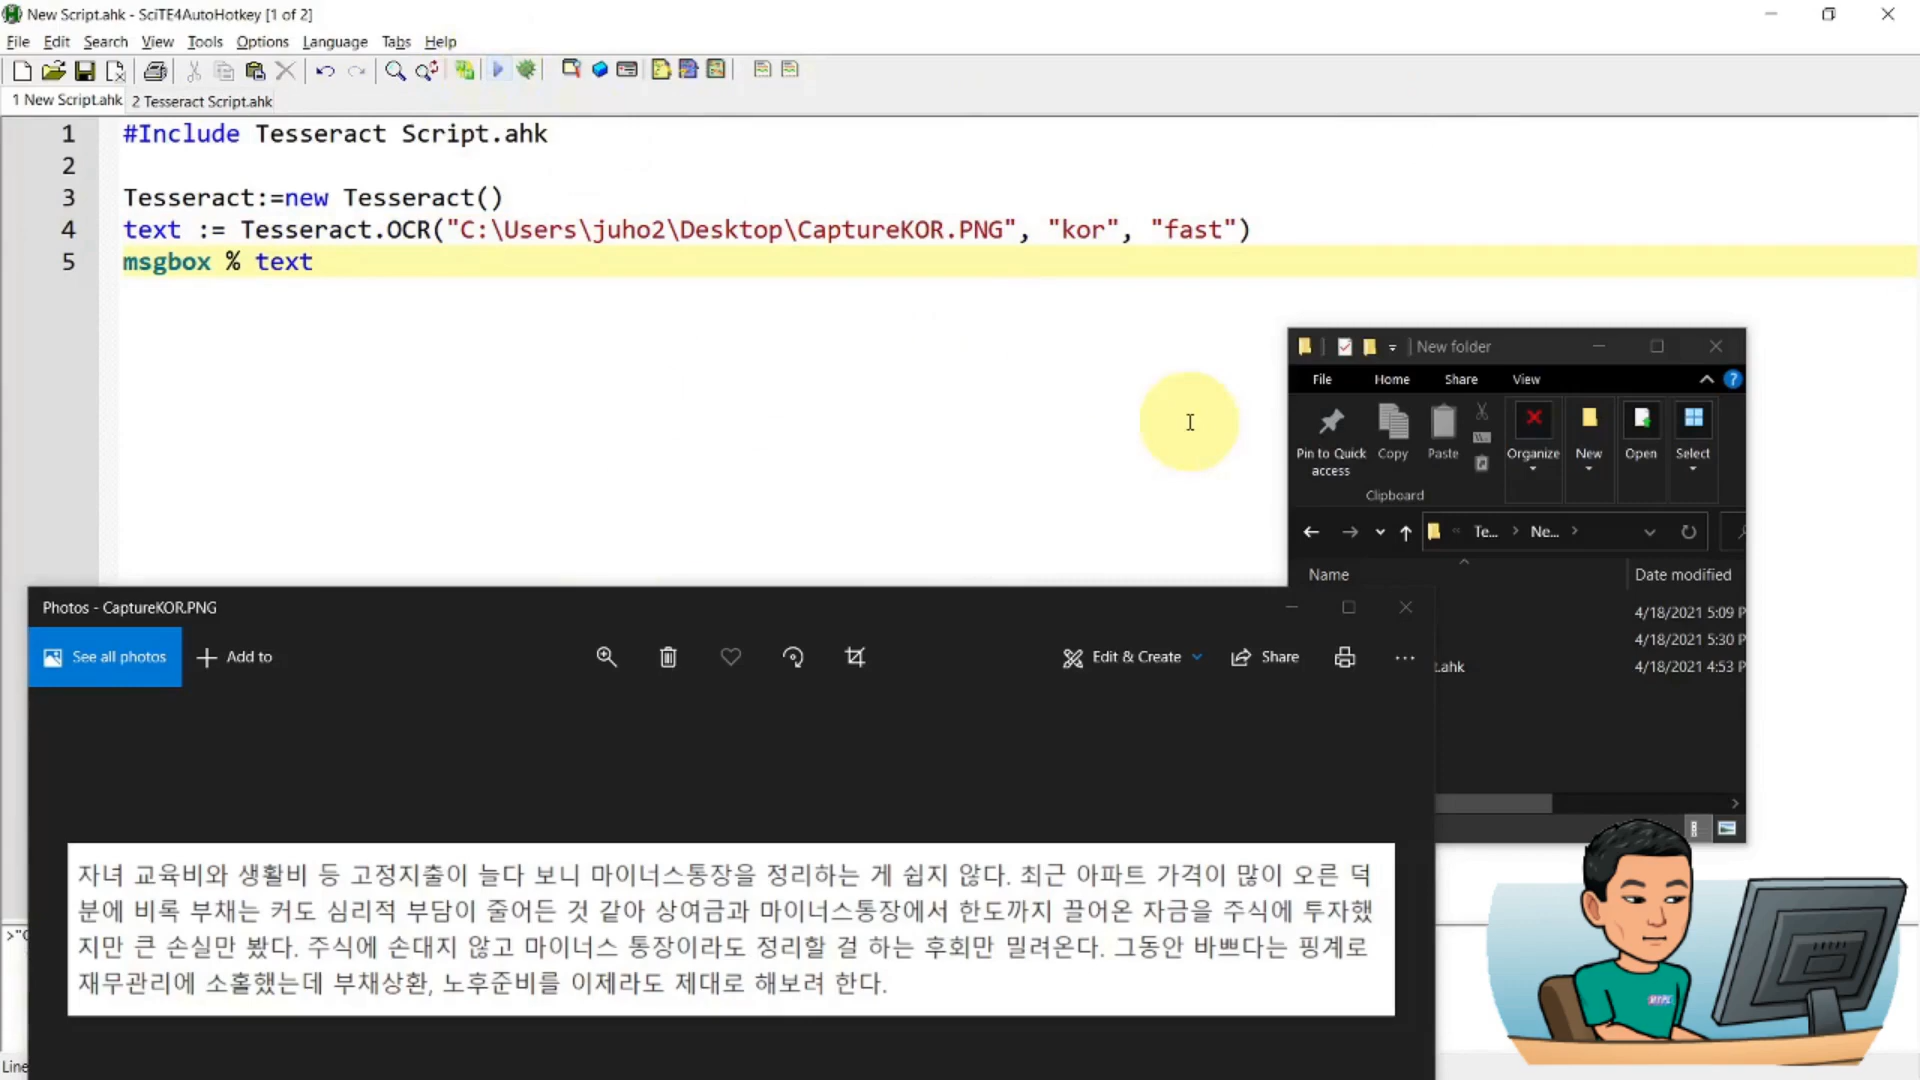 New Script.ahk - SciTE4AutoHotkey [1 of 2]
File Edit Search View Tools Options Language Tabs Help
1 New Script.ahk 2 Tesseract Script.ahk
1 #Include Tesseract Script.ahk
2
3 Tesseract:=new Tesseract()
4 text := Tesseract.OCR("C:\Users\juho2\Desktop\CaptureKOR.PNG", "kor", "fast")
5 msgbox % text
New folder
File Home Share View
Pin to Quick access Copy Paste Organize New Open Select
Clipboard
Te... Ne...
Name Date modified
4/18/2021 5:09 P
4/18/2021 5:30 P
.ahk 4/18/2021 4:53 P
Photos - CaptureKOR.PNG
See all photos Add to Edit & Create Share
자녀 교육비와 생활비 등 고정지출이 늘다 보니 마이너스통장을 정리하는 게 쉽지 않다. 최근 아파트 가격이 많이 오른 덕
분에 비록 부채는 커도 심리적 부담이 줄어든 것 같아 상여금과 마이너스통장에서 한도까지 끌어온 자금을 주식에 투자했
지만 큰 손실만 봤다. 주식에 손대지 않고 마이너스 통장이라도 정리할 걸 하는 후회만 밀려온다. 그동안 바쁘다는 핑계로
재무관리에 소홀했는데 부채상환, 노후준비를 이제라도 제대로 해보려 한다.
Line